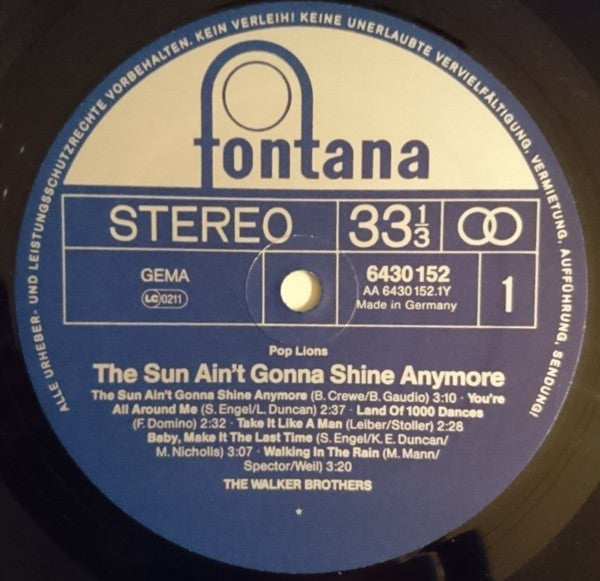 ALLE URHEBER- UND LEISTUNGSSCHUTZRECHTE VORBEHALTEN. KEIN VERLEIH! KEINE UNERLAUBTE VERVIELFÄLTIGUNG, VERMIETUNG, AUFFÜHRUNG, SENDUNG!
fontana
STEREO 33 1/3
GEMA
LC 0211
6430 152
AA 6430 152.1Y
Made in Germany
1
Pop Lions
The Sun Ain't Gonna Shine Anymore
The Sun Ain't Gonna Shine Anymore (B. Crewe/B. Gaudio) 3:10 · You're
All Around Me (S. Engel/L. Duncan) 2:37 · Land Of 1000 Dances
(F. Domino) 2:32 · Take It Like A Man (Leiber/Stoller) 2:28
Baby, Make It The Last Time (S. Engel/K. E. Duncan/
M. Nicholls) 3:07 · Walking In The Rain (M. Mann/
Spector/Weil) 3:20
THE WALKER BROTHERS
*